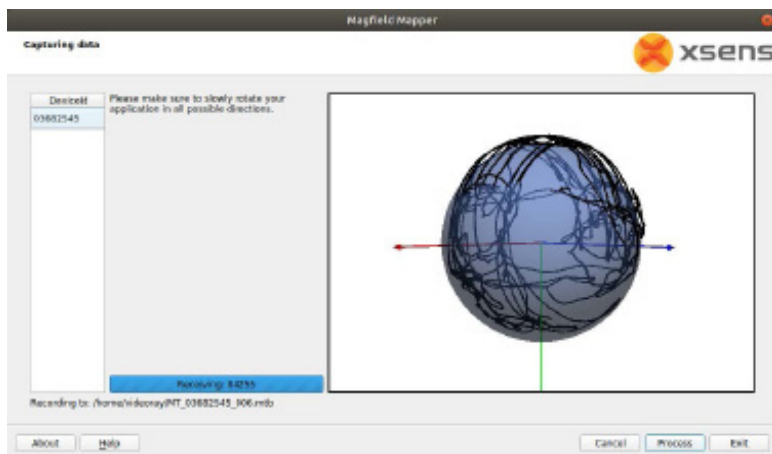 Magfield Mapper
Capturing data
xsens
DeviceId
03682545
Please make sure to slowly rotate your
application in all possible directions.
Receiving: 84255
Recording to: /home/videoray/MT_03682545_006.mtb
About
Help
Cancel
Process
Exit